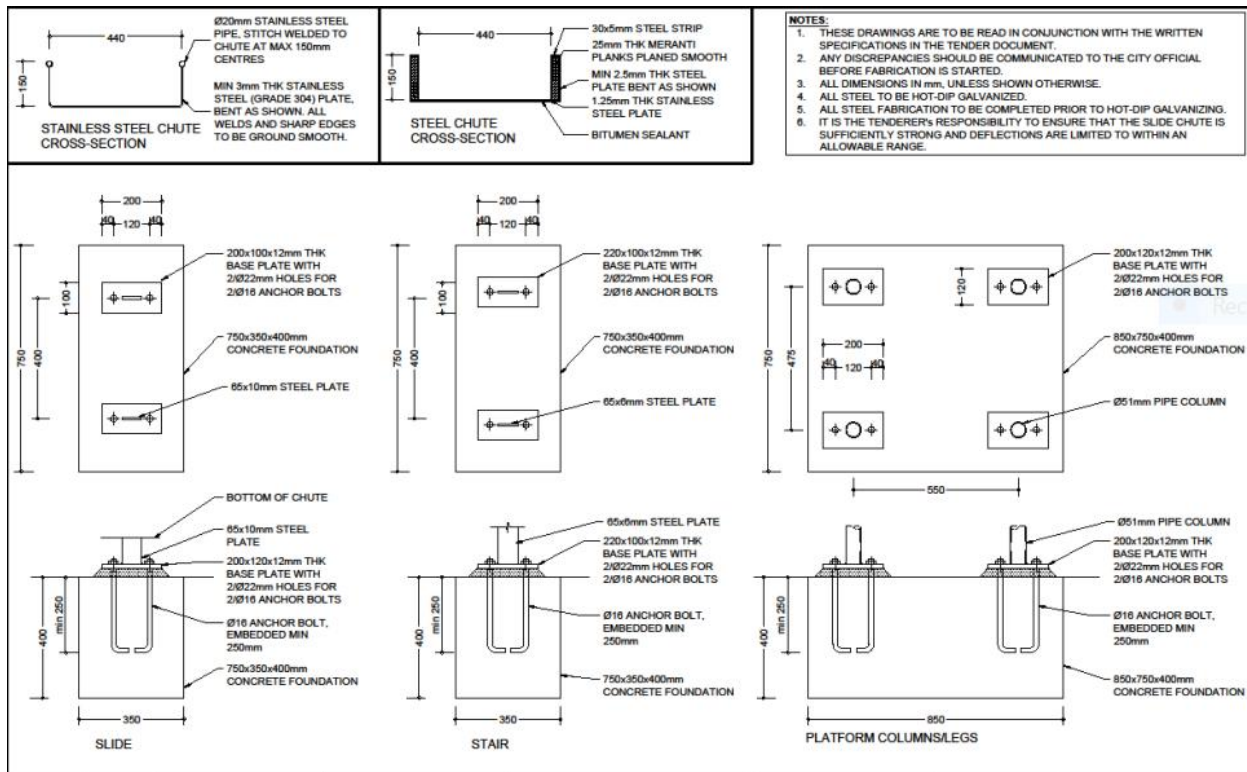 Ø20mm STAINLESS STEEL
PIPE, STITCH WELDED TO
CHUTE AT MAX 150mm
CENTRES
440
150
MIN 3mm THK STAINLESS
STEEL (GRADE 304) PLATE,
BENT AS SHOWN. ALL
WELDS AND SHARP EDGES
TO BE GROUND SMOOTH.
STAINLESS STEEL CHUTE
CROSS-SECTION
440
150
30x5mm STEEL STRIP
25mm THK MERANTI
PLANKS PLANED SMOOTH
MIN 2.5mm THK STEEL
PLATE BENT AS SHOWN
1.25mm THK STAINLESS
STEEL PLATE
BITUMEN SEALANT
STEEL CHUTE
CROSS-SECTION
NOTES:
1. THESE DRAWINGS ARE TO BE READ IN CONJUNCTION WITH THE WRITTEN
SPECIFICATIONS IN THE TENDER DOCUMENT.
2. ANY DISCREPANCIES SHOULD BE COMMUNICATED TO THE CITY OFFICIAL
BEFORE FABRICATION IS STARTED.
3. ALL DIMENSIONS IN mm, UNLESS SHOWN OTHERWISE.
4. ALL STEEL TO BE HOT-DIP GALVANIZED.
5. ALL STEEL FABRICATION TO BE COMPLETED PRIOR TO HOT-DIP GALVANIZING.
6. IT IS THE TENDERER's RESPONSIBILITY TO ENSURE THAT THE SLIDE CHUTE IS
SUFFICIENTLY STRONG AND DEFLECTIONS ARE LIMITED TO WITHIN AN
ALLOWABLE RANGE.
200
40 120 40
200x100x12mm THK
BASE PLATE WITH
2/Ø22mm HOLES FOR
2/Ø16 ANCHOR BOLTS
100
750
400
750x350x400mm
CONCRETE FOUNDATION
65x10mm STEEL PLATE
200
40 120 40
220x100x12mm THK
BASE PLATE WITH
2/Ø22mm HOLES FOR
2/Ø16 ANCHOR BOLTS
100
750
400
750x350x400mm
CONCRETE FOUNDATION
65x6mm STEEL PLATE
200x120x12mm THK
BASE PLATE WITH
2/Ø22mm HOLES FOR
2/Ø16 ANCHOR BOLTS
120
Rec
750
475
200
40 120 40
850x750x400mm
CONCRETE FOUNDATION
Ø51mm PIPE COLUMN
550
BOTTOM OF CHUTE
65x10mm STEEL
PLATE
200x120x12mm THK
BASE PLATE WITH
2/Ø22mm HOLES FOR
2/Ø16 ANCHOR BOLTS
400
min 250
Ø16 ANCHOR BOLT,
EMBEDDED MIN
250mm
750x350x400mm
CONCRETE FOUNDATION
350
SLIDE
65x6mm STEEL PLATE
220x100x12mm THK
BASE PLATE WITH
2/Ø22mm HOLES FOR
2/Ø16 ANCHOR BOLTS
400
min 250
Ø16 ANCHOR BOLT,
EMBEDDED MIN
250mm
750x350x400mm
CONCRETE FOUNDATION
350
STAIR
Ø51mm PIPE COLUMN
200x120x12mm THK
BASE PLATE WITH
2/Ø22mm HOLES FOR
2/Ø16 ANCHOR BOLTS
400
min 250
Ø16 ANCHOR BOLT,
EMBEDDED MIN
250mm
850x750x400mm
CONCRETE FOUNDATION
850
PLATFORM COLUMNS/LEGS